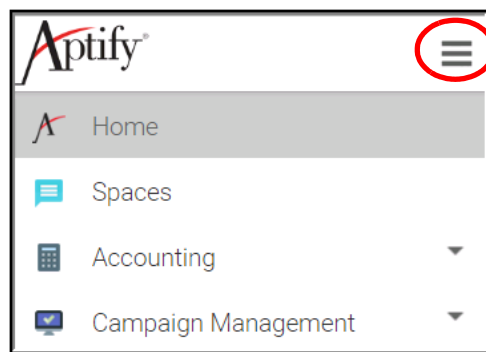 Aptify®
Home
Spaces
Accounting
Campaign Management